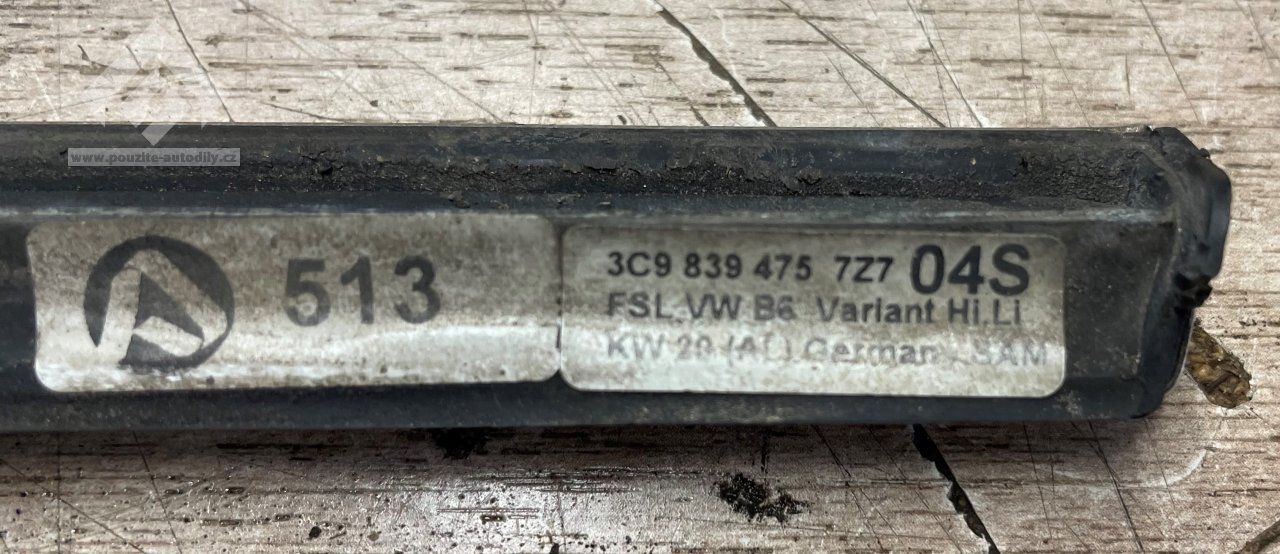 www.pouzite-autodily.cz
513
3C9 839 475 7Z7 04S
FSL.VW B6 Variant Hi.Li
KW 20 (AL) German , SAM